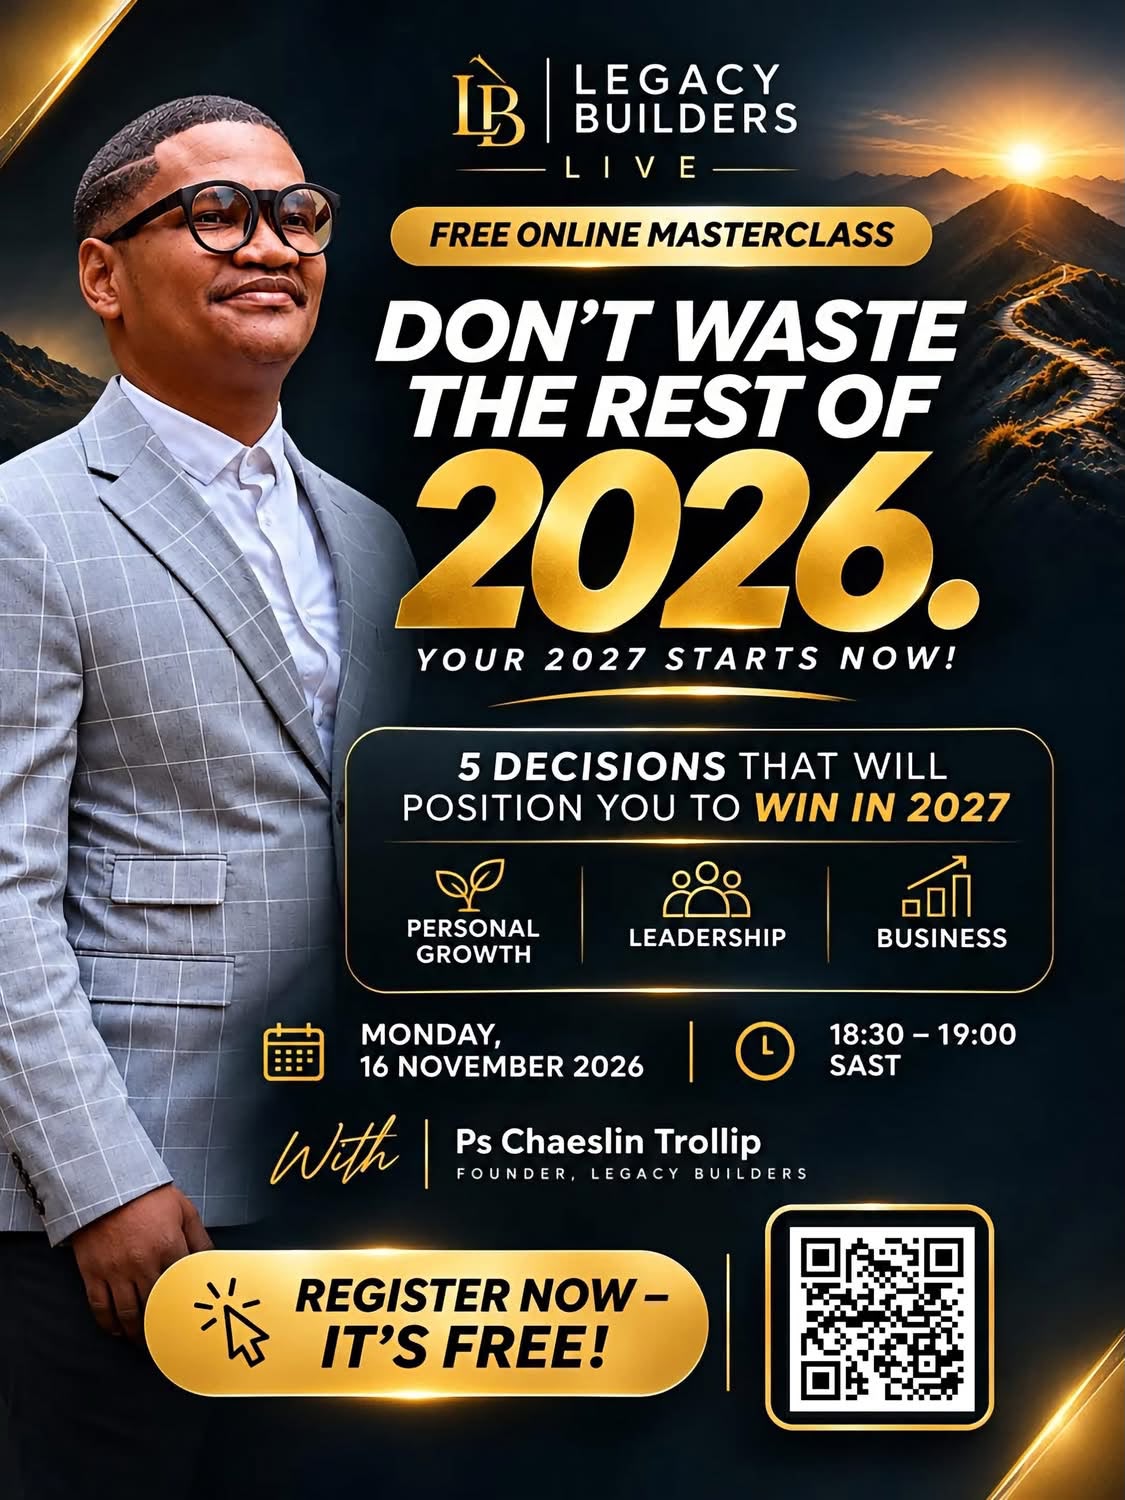 LB
LEGACY
BUILDERS
LIVE
FREE ONLINE MASTERCLASS
DON'T WASTE
THE REST OF
2026.
YOUR 2027 STARTS NOW!
5 DECISIONS THAT WILL
POSITION YOU TO WIN IN 2027
PERSONAL
GROWTH
LEADERSHIP
BUSINESS
MONDAY,
16 NOVEMBER 2026
18:30 – 19:00
SAST
With
Ps Chaeslin Trollip
FOUNDER, LEGACY BUILDERS
REGISTER NOW –
IT'S FREE!